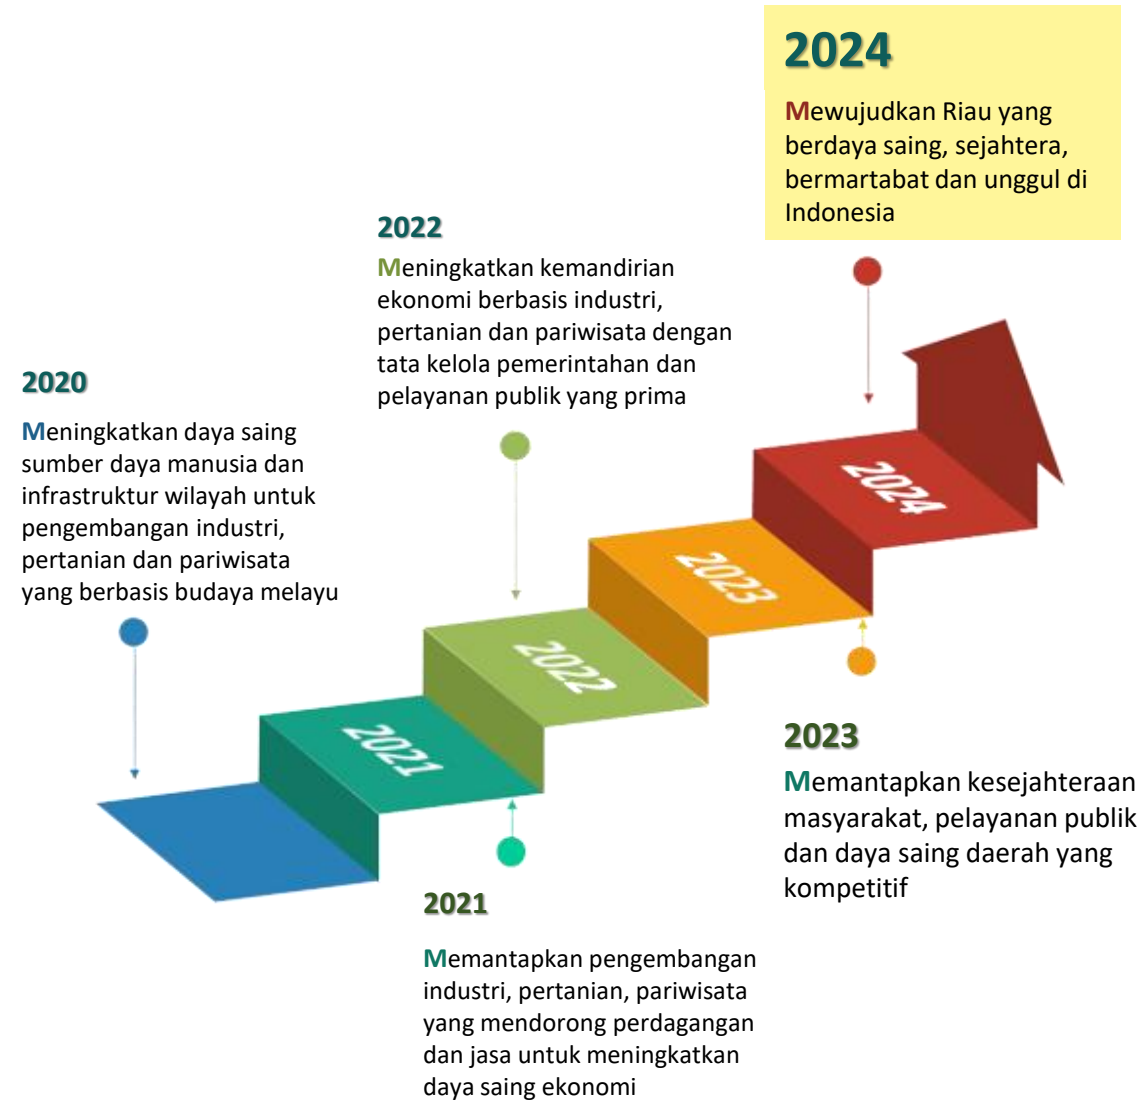 2024
Mewujudkan Riau yang
berdaya saing, sejahtera,
bermartabat dan unggul di
Indonesia
2022
Meningkatkan kemandirian
ekonomi berbasis industri,
pertanian dan pariwisata dengan
tata kelola pemerintahan dan
pelayanan publik yang prima
2020
Meningkatkan daya saing
sumber daya manusia dan
infrastruktur wilayah untuk
pengembangan industri,
pertanian dan pariwisata
yang berbasis budaya melayu
2024
2023
2022
2021
2023
Memantapkan kesejahteraan
masyarakat, pelayanan publik
dan daya saing daerah yang
kompetitif
2021
Memantapkan pengembangan
industri, pertanian, pariwisata
yang mendorong perdagangan
dan jasa untuk meningkatkan
daya saing ekonomi